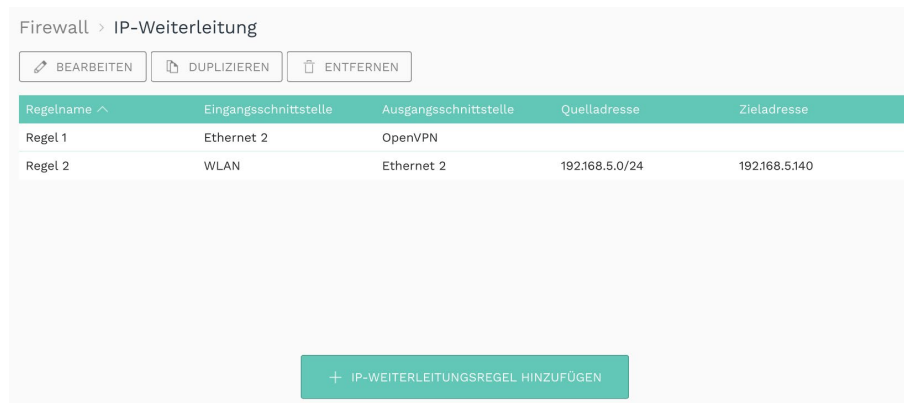 Firewall > IP-Weiterleitung
BEARBEITEN DUPLIZIEREN ENTFERNEN
Regelname Eingangsschnittstelle Ausgangsschnittstelle Quelladresse Zieladresse
Regel 1 Ethernet 2 OpenVPN
Regel 2 WLAN Ethernet 2 192.168.5.0/24 192.168.5.140
+ IP-WEITERLEITUNGSREGEL HINZUFÜGEN